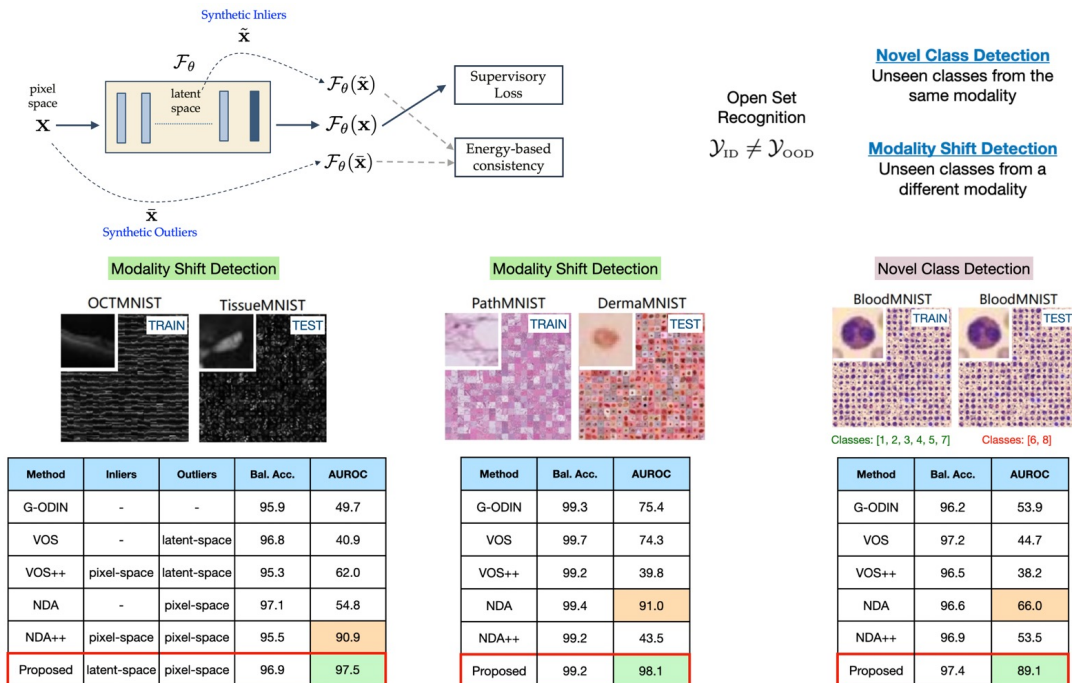 Synthetic Inliers
x̃
F_θ
pixel
space
x
latent
space
F_θ(x̃)
F_θ(x)
F_θ(x̄)
Supervisory
Loss
Energy-based
consistency
x̄
Synthetic Outliers
Open Set
Recognition
Y_ID ≠ Y_OOD
Novel Class Detection
Unseen classes from the
same modality
Modality Shift Detection
Unseen classes from a
different modality
Modality Shift Detection
OCTMNIST TissueMNIST
TRAIN TEST
Method Inliers Outliers Bal. Acc. AUROC
G-ODIN - - 95.9 49.7
VOS - latent-space 96.8 40.9
VOS++ pixel-space latent-space 95.3 62.0
NDA - pixel-space 97.1 54.8
NDA++ pixel-space pixel-space 95.5 90.9
Proposed latent-space pixel-space 96.9 97.5
Modality Shift Detection
PathMNIST DermaMNIST
TRAIN TEST
Method Bal. Acc. AUROC
G-ODIN 99.3 75.4
VOS 99.7 74.3
VOS++ 99.2 39.8
NDA 99.4 91.0
NDA++ 99.2 43.5
Proposed 99.2 98.1
Novel Class Detection
BloodMNIST BloodMNIST
TRAIN TEST
Classes: [1, 2, 3, 4, 5, 7] Classes: [6, 8]
Method Bal. Acc. AUROC
G-ODIN 96.2 53.9
VOS 97.2 44.7
VOS++ 96.5 38.2
NDA 96.6 66.0
NDA++ 96.9 53.5
Proposed 97.4 89.1